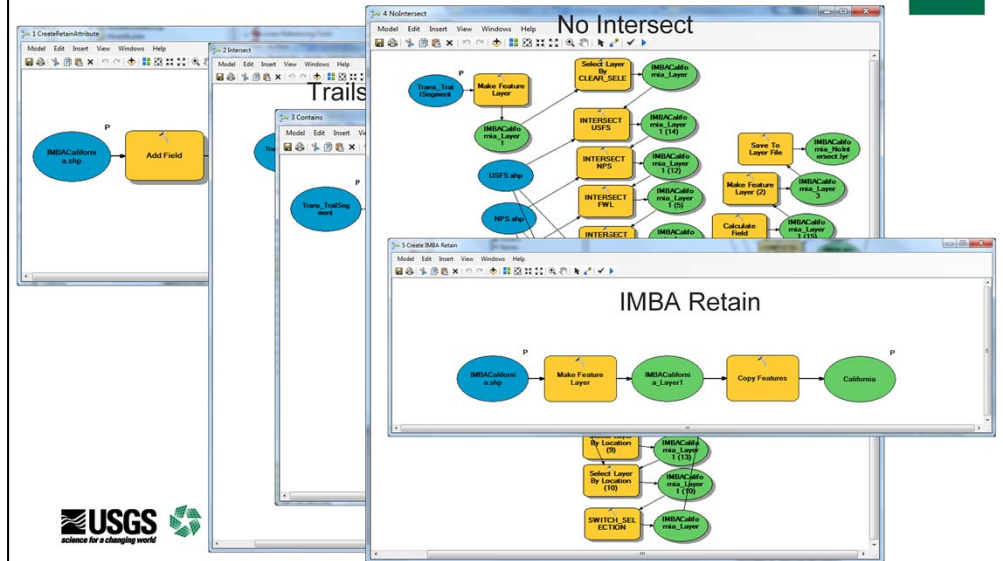 1 CreateRetainAttribute
Model Edit Insert View Windows Help
P
IMBACaliforni
a.shp
Add Field
2 Intersect
Model Edit Insert View Windows Help
Trails
3 Contains
Model Edit Insert
P
Trans_TrailSeg
ment
4 NoIntersect
Model Edit Insert View Windows Help
No Intersect
P
Trans_Trai
lSegment
Make Feature
Layer
IMBACalifo
rnia_Layer
1
Select Layer
By
CLEAR_SELE
IMBACalifo
rnia_Layer
INTERSECT
USFS
IMBACalifo
rnia_Layer
1 (14)
USFS.shp
INTERSECT
NPS
IMBACalifo
rnia_Layer
1 (12)
NPS.shp
INTERSECT
FWL
IMBACalifo
rnia_Layer
1 (5)
INTERSECT
IMBACalifo
Save To
Layer File
IMBACalifo
rnia_NoInt
ersect.lyr
Make Feature
Layer (2)
IMBACalifo
rnia_Layer
3
Calculate
Field
IMBACalifo
rnia_Layer
1 (15)
5 Create IMBA Retain
Model Edit Insert View Windows Help
IMBA Retain
P
IMBACaliforni
a.shp
Make Feature
Layer
IMBACaliforni
a_Layer1
Copy Features
P
California
Select Layer
By Location
(9)
IMBACalifo
rnia_Layer
1 (13)
Select Layer
By Location
(10)
IMBACalifo
rnia_Layer
1 (10)
SWITCH_SEL
ECTION
IMBACalifo
rnia_Layer
USGS
science for a changing world